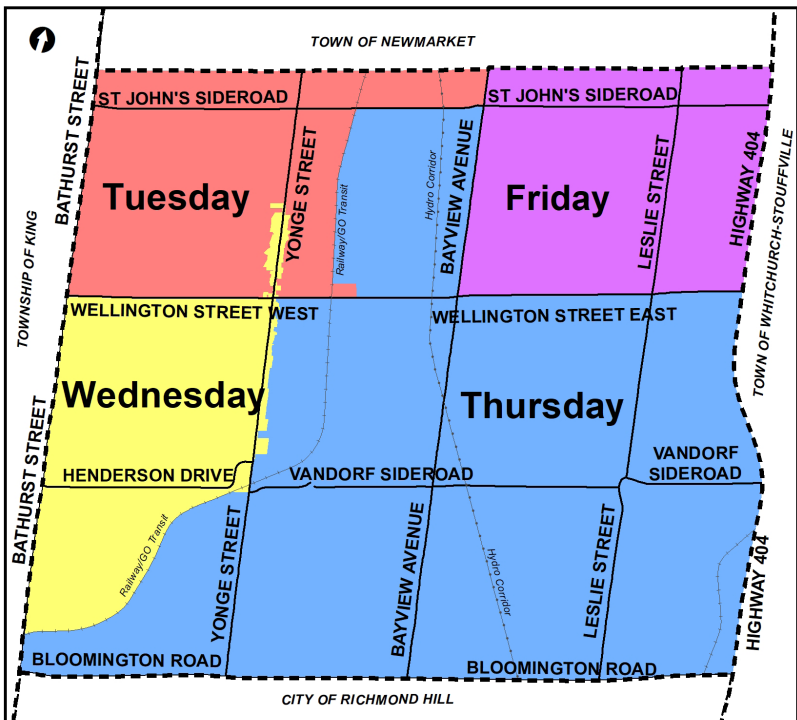 TOWN OF NEWMARKET
BATHURST STREET
ST JOHN'S SIDEROAD
ST JOHN'S SIDEROAD
YONGE STREET
Railway/GO Transit
Hydro Corridor
BAYVIEW AVENUE
LESLIE STREET
HIGHWAY 404
Tuesday
Friday
TOWNSHIP OF KING
TOWN OF WHITCHURCH-STOUFFVILLE
WELLINGTON STREET WEST
WELLINGTON STREET EAST
Wednesday
Thursday
BATHURST STREET
HENDERSON DRIVE
VANDORF SIDEROAD
VANDORF
SIDEROAD
Railway/GO Transit
YONGE STREET
BAYVIEW AVENUE
Hydro Corridor
LESLIE STREET
HIGHWAY 404
BLOOMINGTON ROAD
BLOOMINGTON ROAD
CITY OF RICHMOND HILL